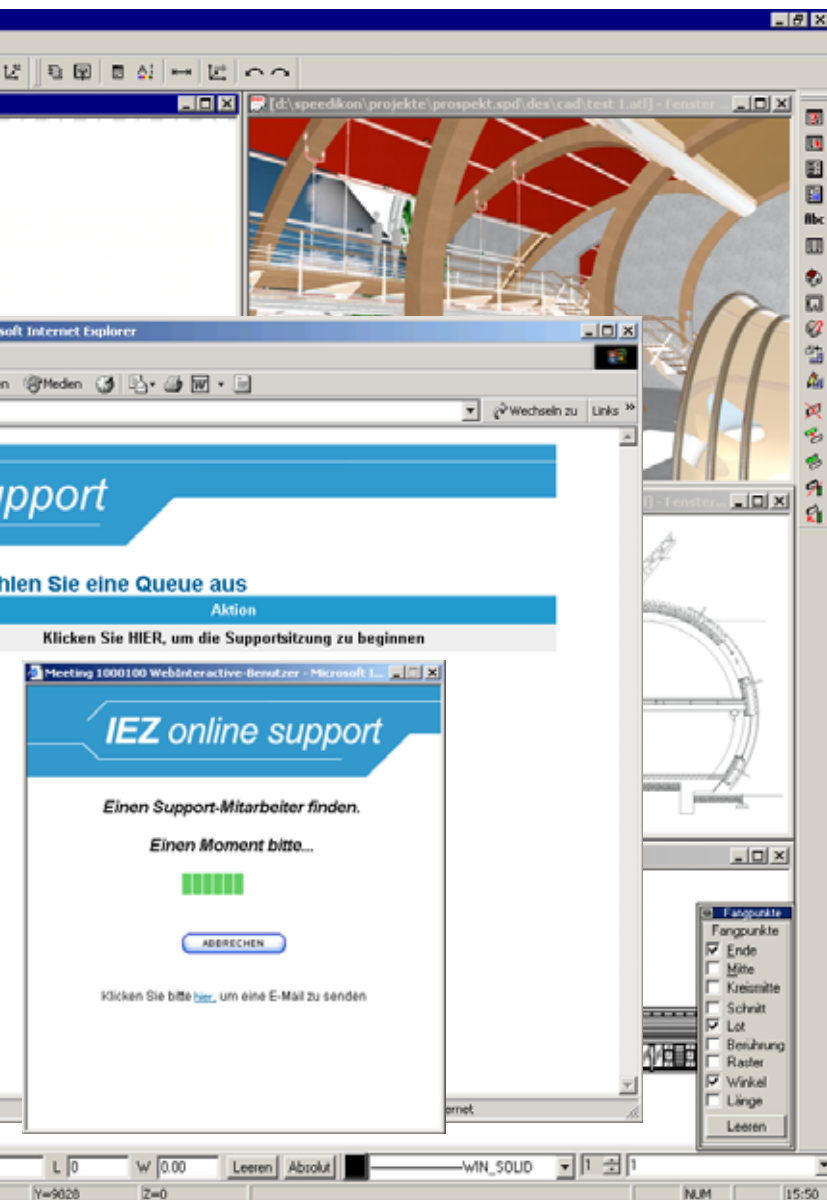 [d:\speedikon\projekte\prospekt.spd\des\cad\test 1.atl] - Fenster ...
Abc
soft Internet Explorer
en Medien
Wechseln zu Links »
pport
l] - Fenster...
hlen Sie eine Queue aus
Aktion
Klicken Sie HIER, um die Supportsitzung zu beginnen
Meeting 1000100 WebInteractive-Benutzer - Microsoft I...
IEZ online support
Einen Support-Mitarbeiter finden.
Einen Moment bitte...
ABBRECHEN
Klicken Sie bitte hier, um eine E-Mail zu senden
Fangpunkte
Fangpunkte
Ende
Mitte
Kreismitte
Schnitt
Lot
Berührung
Raster
Winkel
Länge
Leeren
ernet
L 0 W 0.00 Leeren Absolut WIN_SOLID 1 1
Y=9828 Z=0 NUM 15:50